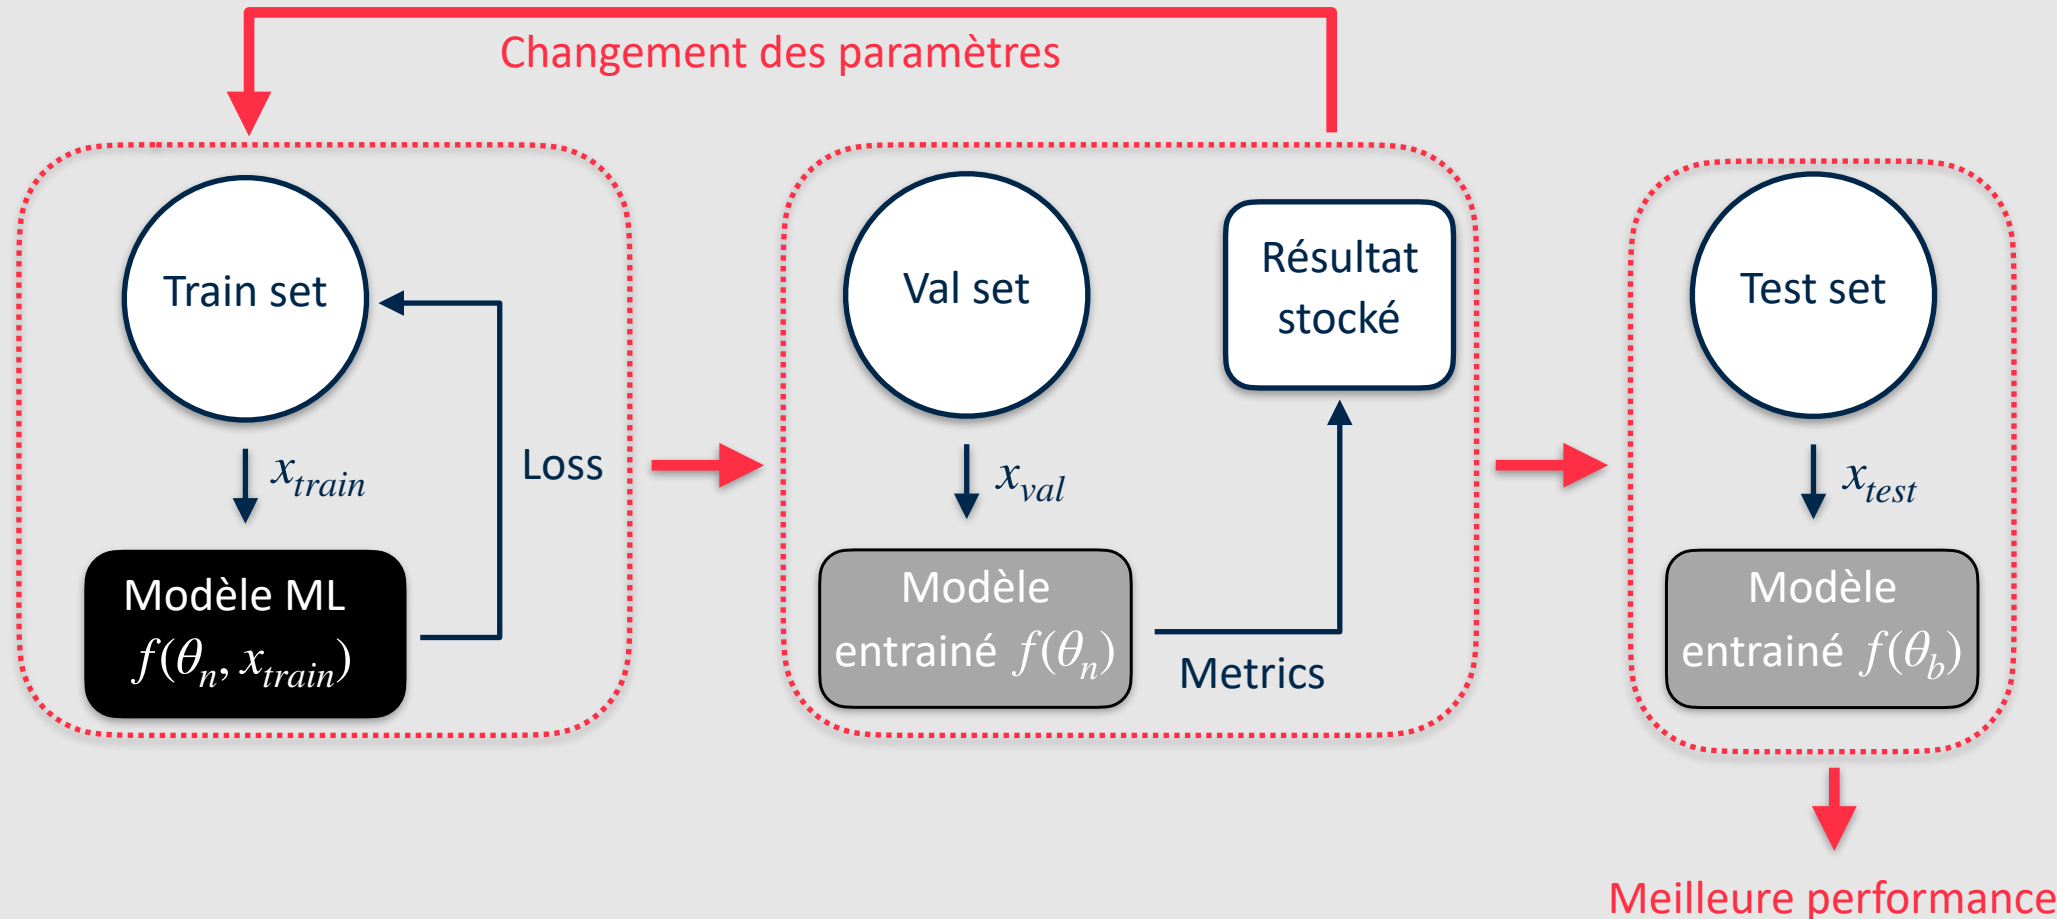 Changement des paramètres
Train set
x_train
Loss
Modèle ML
f(θ_n, x_train)
Val set
x_val
Modèle
entrainé f(θ_n)
Metrics
Résultat
stocké
Test set
x_test
Modèle
entrainé f(θ_b)
Meilleure performance